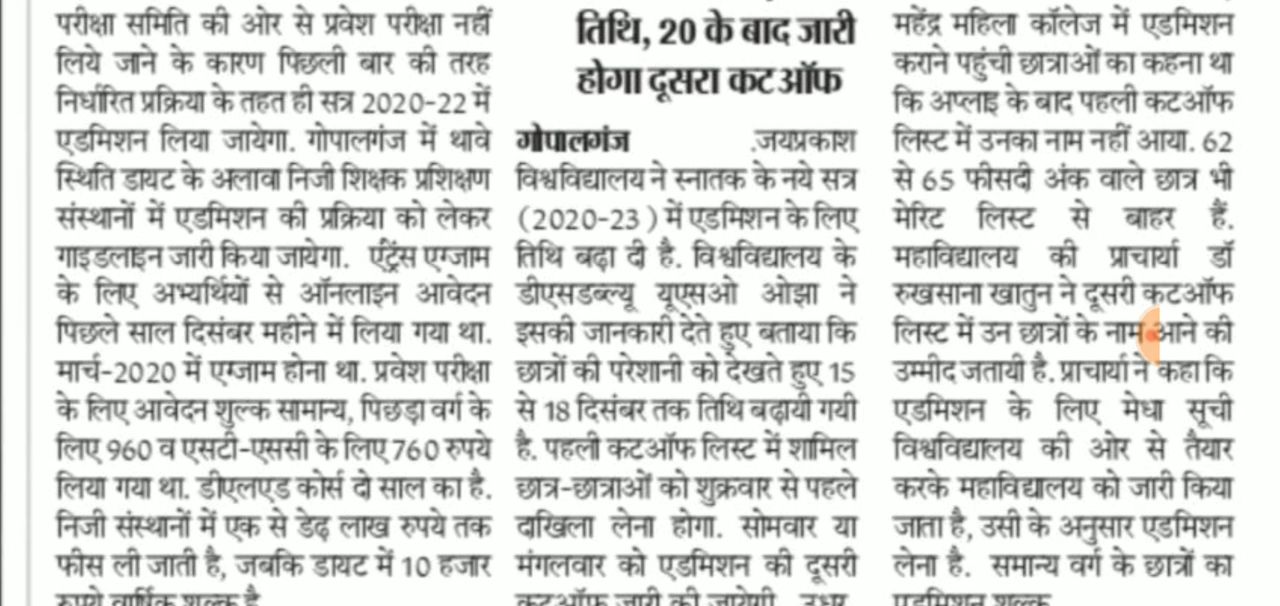 परीक्षा समिति की ओर से प्रवेश परीक्षा नहीं
लिये जाने के कारण पिछली बार की तरह
निर्धारित प्रक्रिया के तहत ही सत्र 2020-22 में
एडमिशन लिया जायेगा. गोपालगंज में थावे
स्थिति डायट के अलावा निजी शिक्षक प्रशिक्षण
संस्थानों में एडमिशन की प्रक्रिया को लेकर
गाइडलाइन जारी किया जायेगा. एंट्रेंस एग्जाम
के लिए अभ्यर्थियों से ऑनलाइन आवेदन
पिछले साल दिसंबर महीने में लिया गया था.
मार्च-2020 में एग्जाम होना था. प्रवेश परीक्षा
के लिए आवेदन शुल्क सामान्य, पिछड़ा वर्ग के
लिए 960 व एसटी-एससी के लिए 760 रुपये
लिया गया था. डीएलएड कोर्स दो साल का है.
निजी संस्थानों में एक से डेढ़ लाख रुपये तक
फीस ली जाती है, जबकि डायट में 10 हजार
रुपये वार्षिक शुल्क है
तिथि, 20 के बाद जारी
होगा दूसरा कट ऑफ
गोपालगंज .जयप्रकाश
विश्वविद्यालय ने स्नातक के नये सत्र
(2020-23 ) में एडमिशन के लिए
तिथि बढ़ा दी है. विश्वविद्यालय के
डीएसडब्ल्यू यूएसओ ओझा ने
इसकी जानकारी देते हुए बताया कि
छात्रों की परेशानी को देखते हुए 15
से 18 दिसंबर तक तिथि बढ़ायी गयी
है. पहली कटऑफ लिस्ट में शामिल
छात्र-छात्राओं को शुक्रवार से पहले
दाखिला लेना होगा. सोमवार या
मंगलवार को एडमिशन की दूसरी
कटऑफ जारी की जायेगी. उधर,
महेंद्र महिला कॉलेज में एडमिशन
कराने पहुंची छात्राओं का कहना था
कि अप्लाइ के बाद पहली कटऑफ
लिस्ट में उनका नाम नहीं आया. 62
से 65 फीसदी अंक वाले छात्र भी
मेरिट लिस्ट से बाहर हैं.
महाविद्यालय की प्राचार्या डॉ
रुखसाना खातुन ने दूसरी कटऑफ
लिस्ट में उन छात्रों के नाम आने की
उम्मीद जतायी है. प्राचार्या ने कहा कि
एडमिशन के लिए मेधा सूची
विश्वविद्यालय की ओर से तैयार
करके महाविद्यालय को जारी किया
जाता है, उसी के अनुसार एडमिशन
लेना है. समान्य वर्ग के छात्रों का
एडमिशन शुल्क